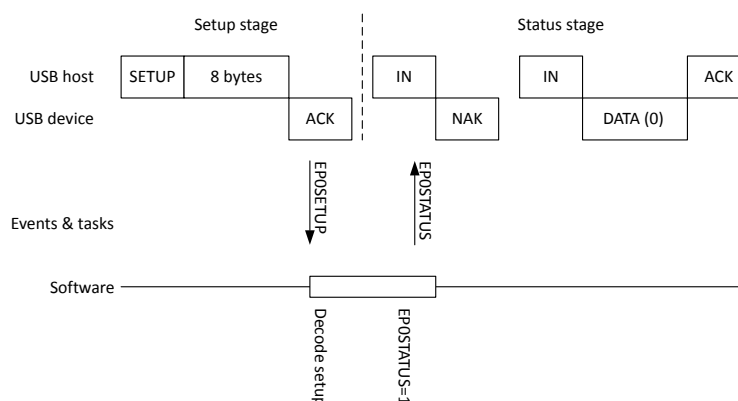 Setup stage
Status stage
USB host
SETUP
8 bytes
IN
IN
ACK
USB device
ACK
NAK
DATA (0)
EP0SETUP
EP0STATUS
Events & tasks
Software
Decode setup
EP0STATUS=1